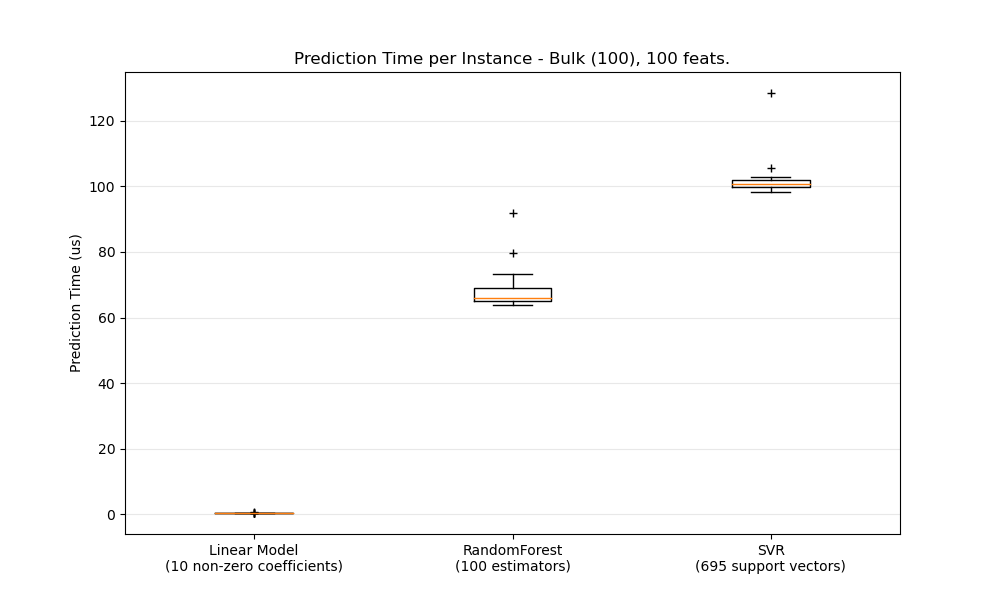 Prediction Time per Instance - Bulk (100), 100 feats.
Prediction Time (us)
120
100
80
60
40
20
0
Linear Model
(10 non-zero coefficients)
RandomForest
(100 estimators)
SVR
(695 support vectors)